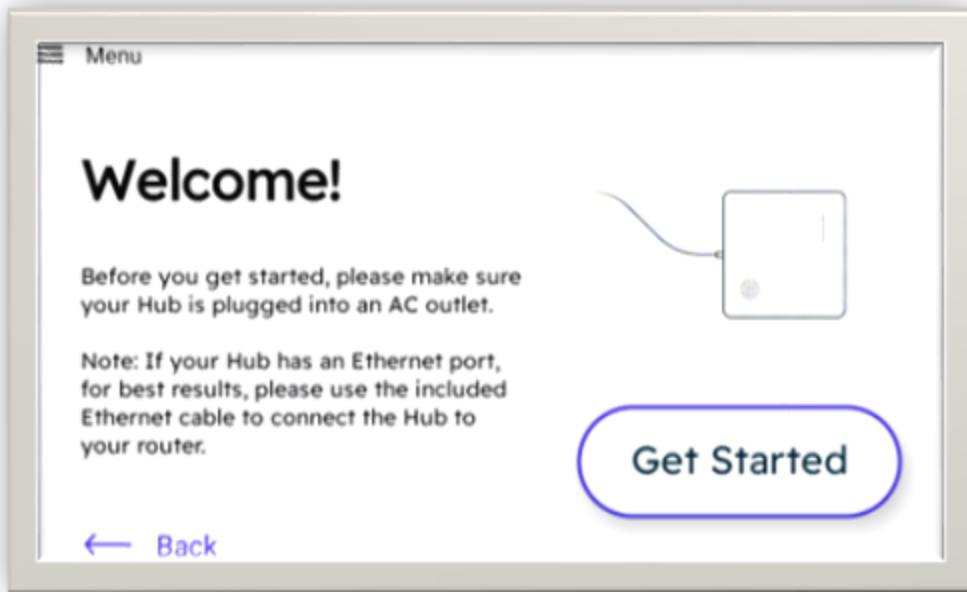 Menu
Welcome!
Before you get started, please make sure
your Hub is plugged into an AC outlet.
Note: If your Hub has an Ethernet port,
for best results, please use the included
Ethernet cable to connect the Hub to
your router.
Get Started
Back